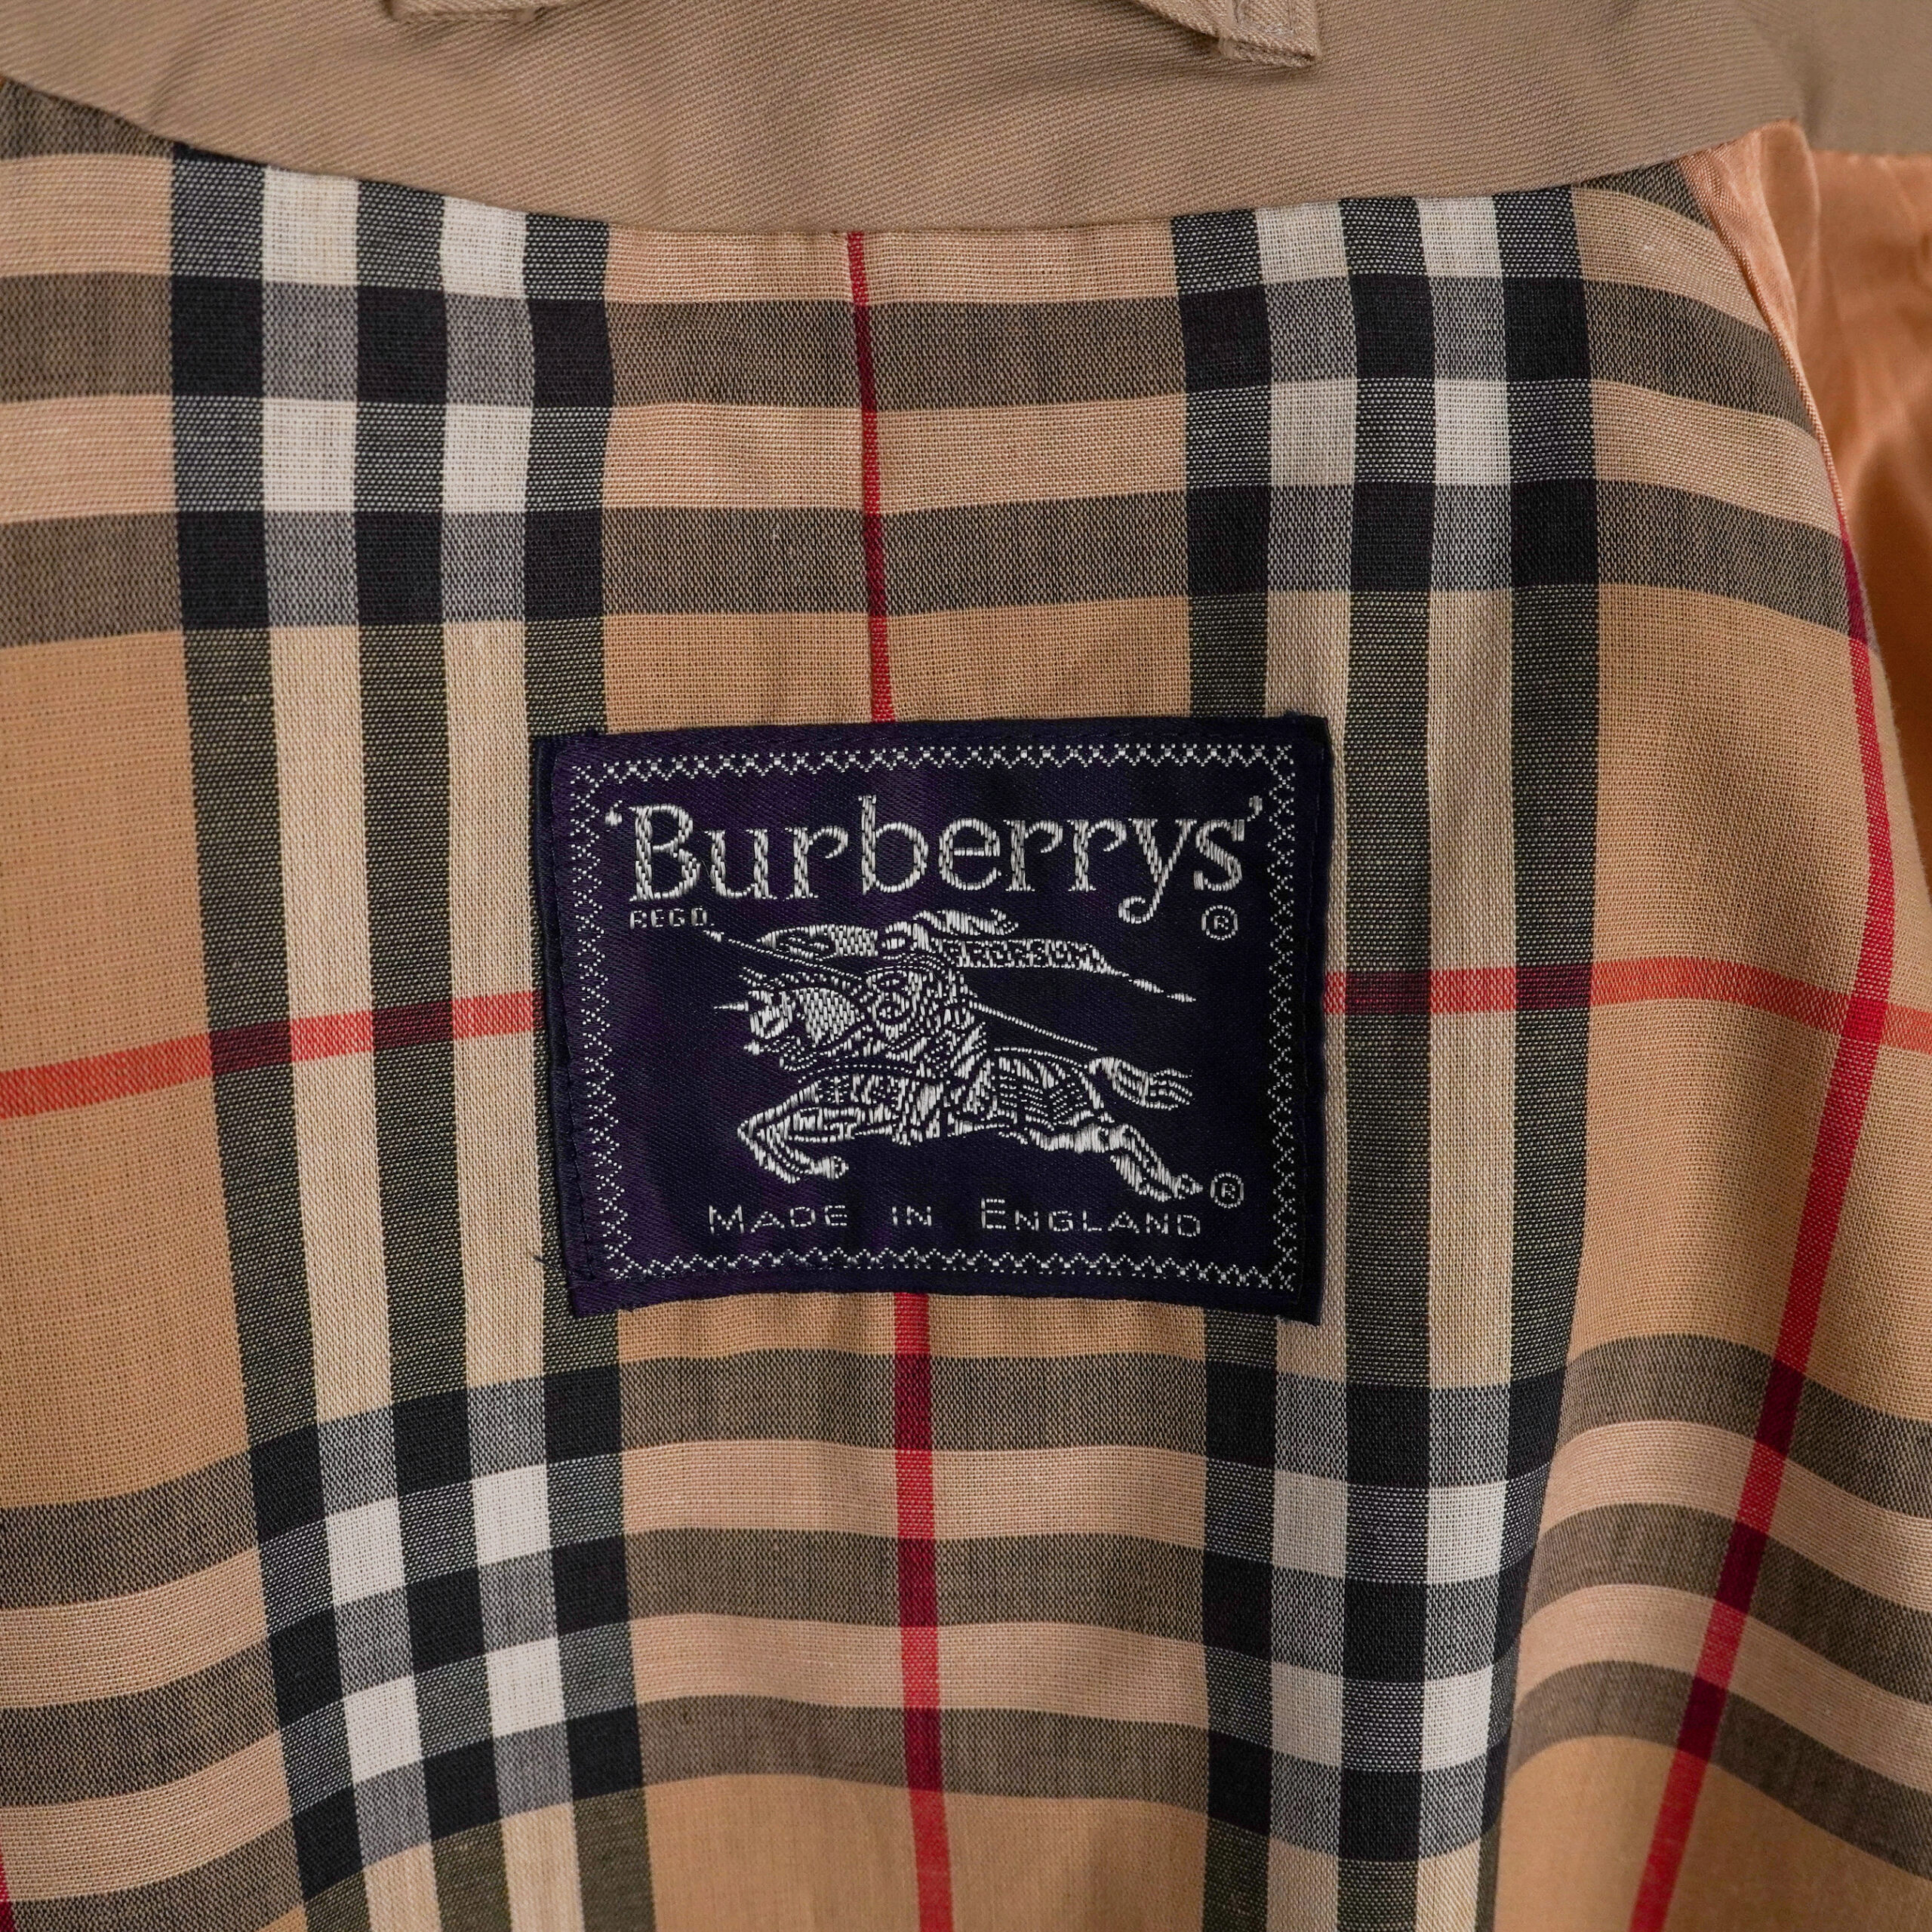 'Burberrys'
REGD. ®
PRORSUM
®
MADE IN ENGLAND